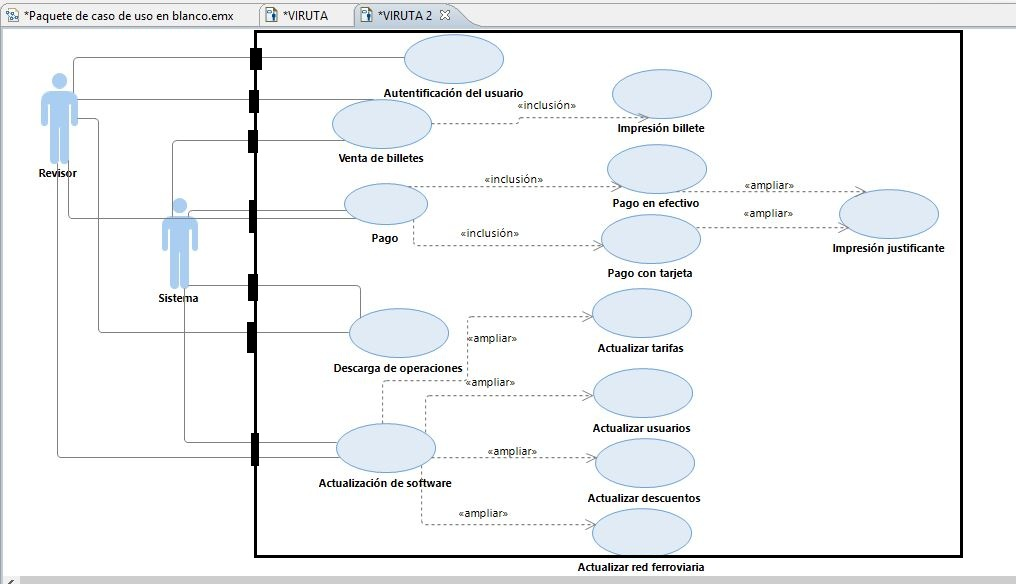 *Paquete de caso de uso en blanco.emx
*VIRUTA
*VIRUTA 2
Autentificación del usuario
«inclusión»
Impresión billete
Venta de billetes
Revisor
«inclusión»
Pago en efectivo
«ampliar»
«ampliar»
Pago
«inclusión»
Impresión justificante
Pago con tarjeta
Sistema
«ampliar»
Actualizar tarifas
Descarga de operaciones
«ampliar»
Actualizar usuarios
«ampliar»
Actualización de software
Actualizar descuentos
«ampliar»
Actualizar red ferroviaria